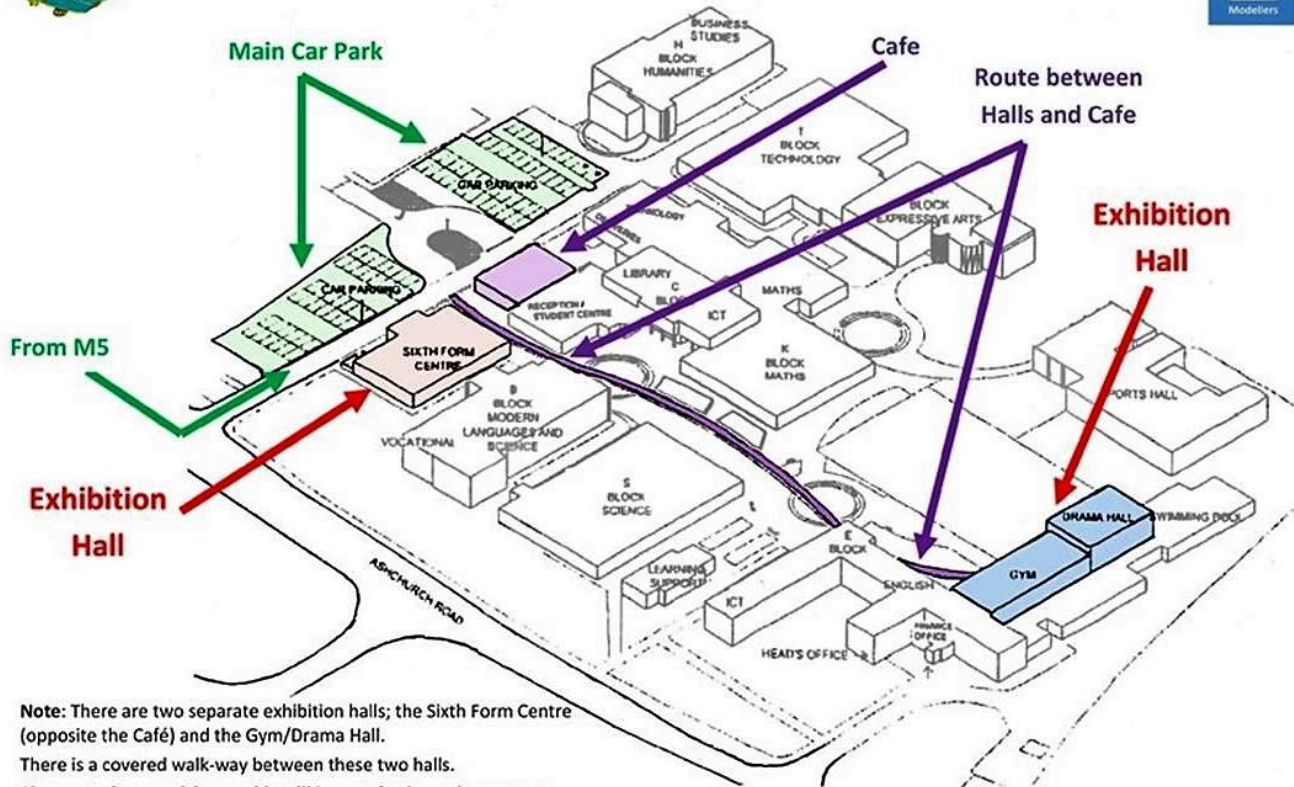 Modellers
Main Car Park
Cafe
Route between
Halls and Cafe
BUSINESS
STUDIES
H
BLOCK
HUMANITIES
T
BLOCK
TECHNOLOGY
CAR PARKING
BLOCK
EXPRESSIVE ARTS
Exhibition
Hall
CAR PARKING
LIBRARY
C
ICT
MATHS
RECEPTION /
STUDENT CENTRE
From M5
SIXTH FORM
CENTRE
K
BLOCK
MATHS
B
BLOCK
MODERN
LANGUAGES AND
SCIENCE
VOCATIONAL
Exhibition
Hall
S
BLOCK
SCIENCE
DRAMA HALL
SWIMMING POOL
GYM
E
BLOCK
ENGLISH
LEARNING
SUPPORT
ICT
FINANCE
OFFICE
HEAD'S OFFICE
ASHCHURCH ROAD
Note: There are two separate exhibition halls; the Sixth Form Centre
(opposite the Café) and the Gym/Drama Hall.
There is a covered walk-way between these two halls.